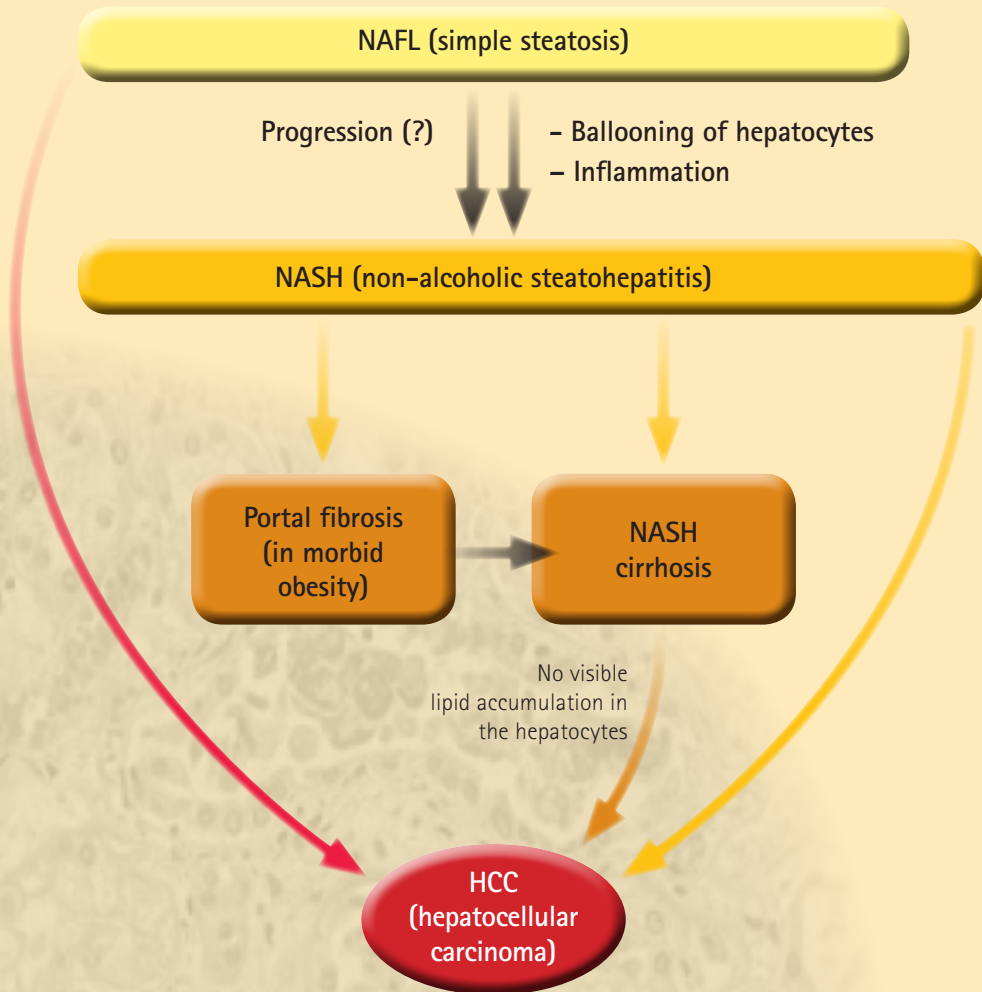 NAFL (simple steatosis)
Progression (?)
– Ballooning of hepatocytes
– Inflammation
NASH (non-alcoholic steatohepatitis)
Portal fibrosis
(in morbid
obesity)
NASH
cirrhosis
No visible
lipid accumulation in
the hepatocytes
HCC
(hepatocellular
carcinoma)